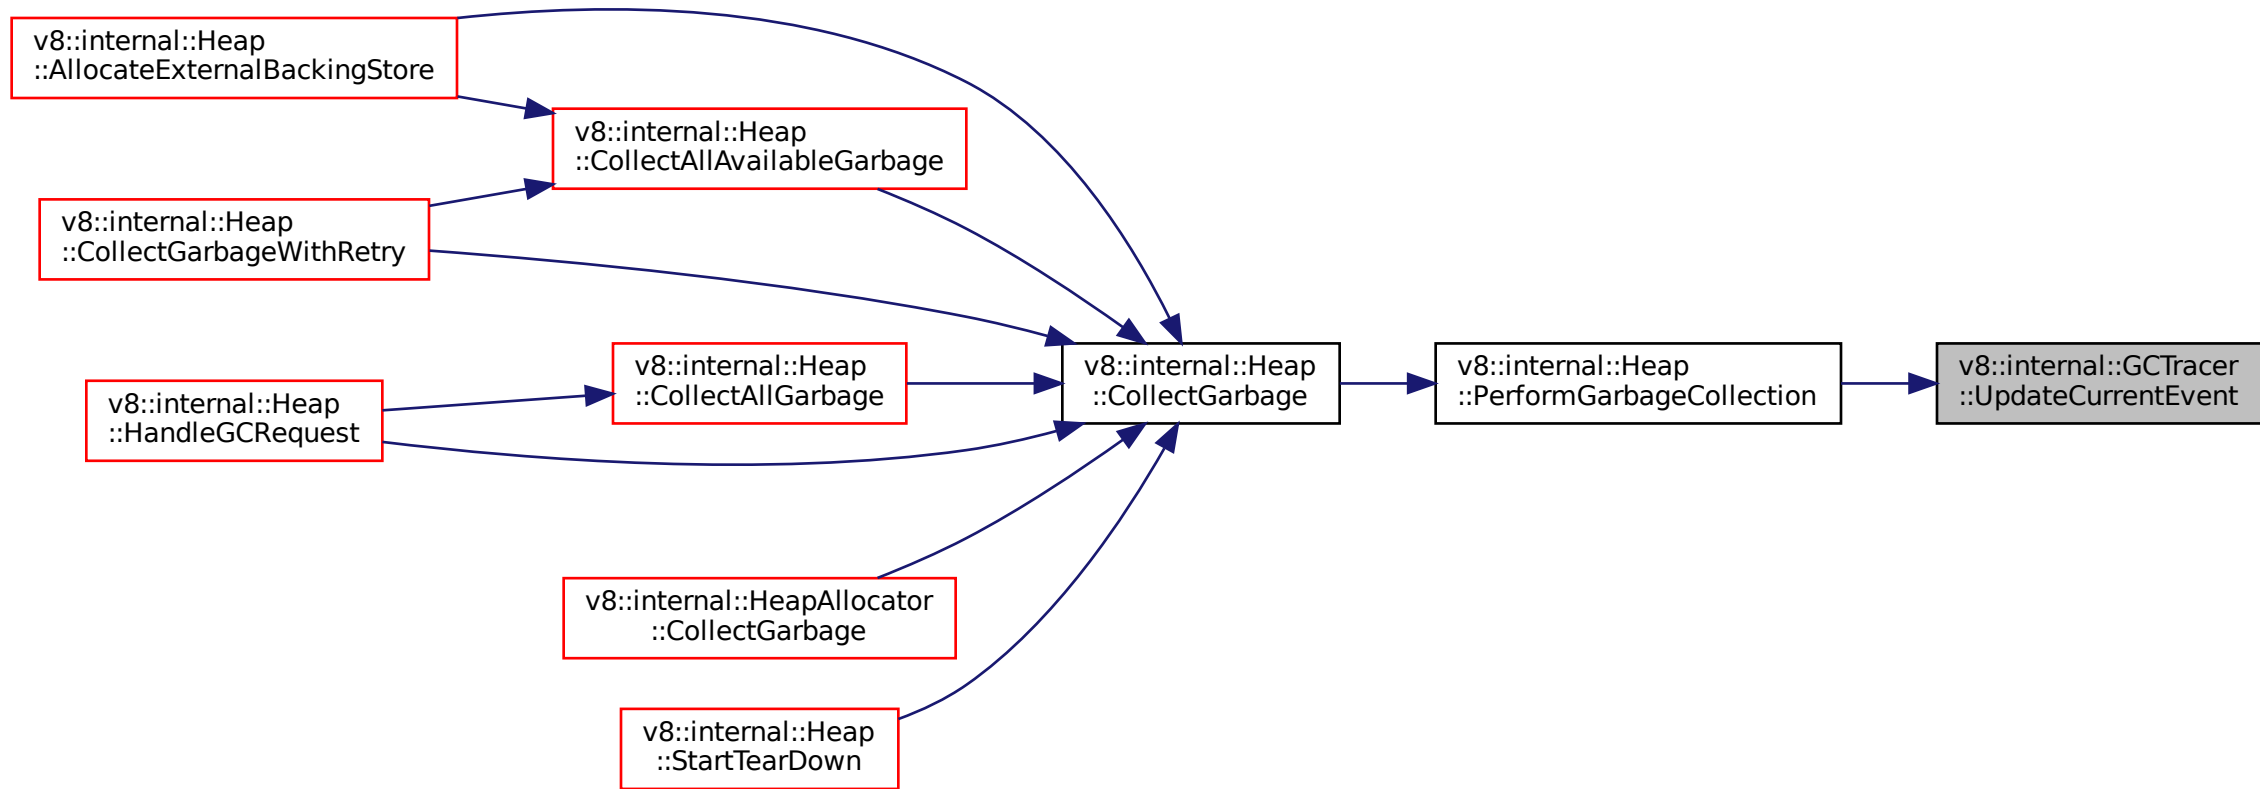 v8::internal::Heap
::AllocateExternalBackingStore
v8::internal::Heap
::CollectAllAvailableGarbage
v8::internal::Heap
::CollectGarbageWithRetry
v8::internal::Heap
::CollectAllGarbage
v8::internal::Heap
::HandleGCRequest
v8::internal::Heap
::CollectGarbage
v8::internal::Heap
::PerformGarbageCollection
v8::internal::GCTracer
::UpdateCurrentEvent
v8::internal::HeapAllocator
::CollectGarbage
v8::internal::Heap
::StartTearDown